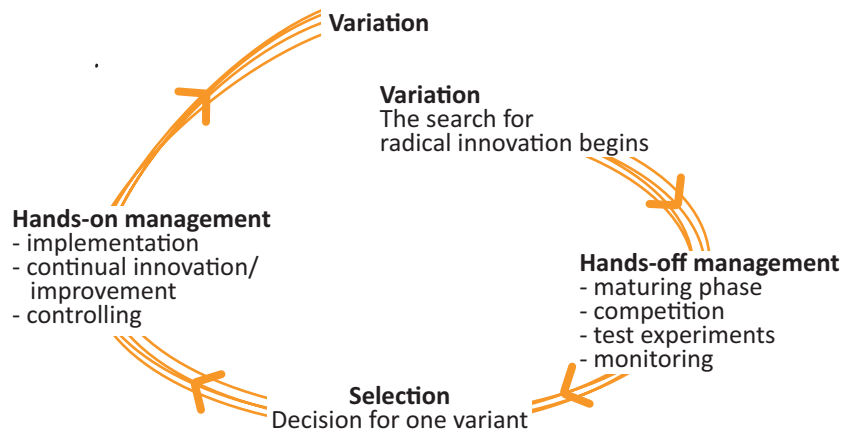 Variation
Variation
The search for
radical innovation begins
Hands-off management
- maturing phase
- competition
- test experiments
- monitoring
Selection
Decision for one variant
Hands-on management
- implementation
- continual innovation/
improvement
- controlling